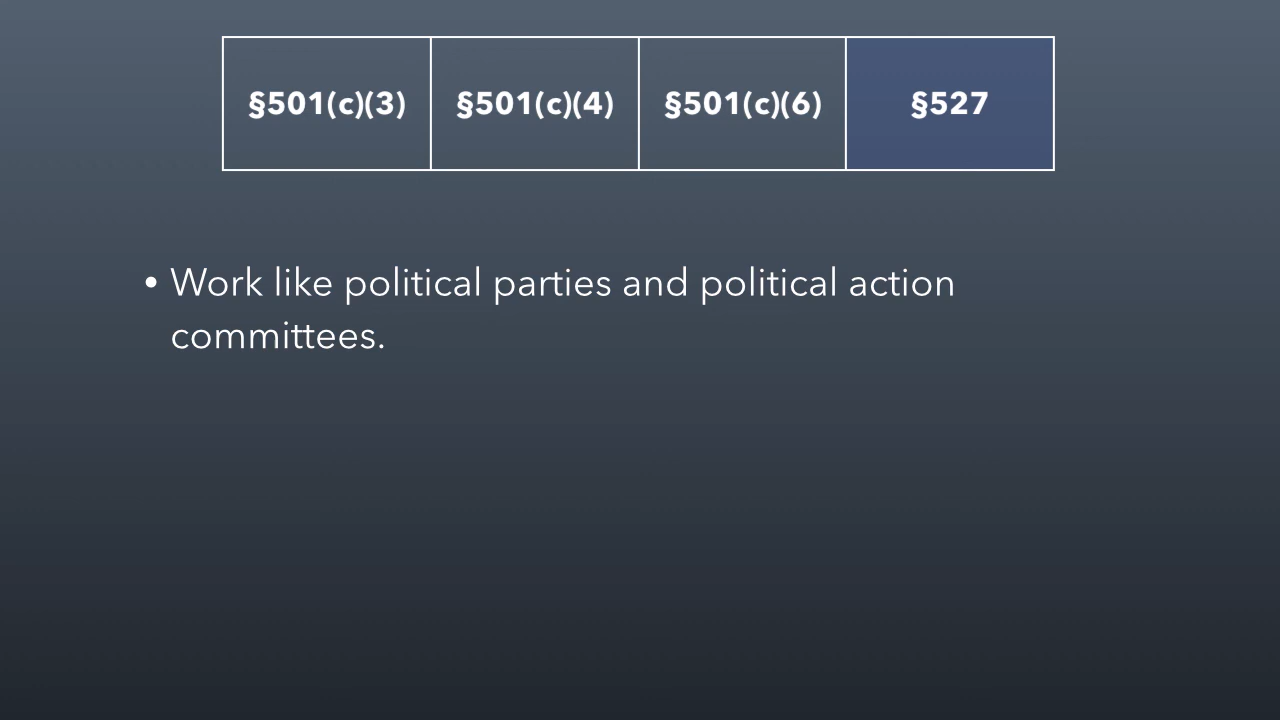 §501(c)(3) §501(c)(4) §501(c)(6) §527
• Work like political parties and political action
committees.